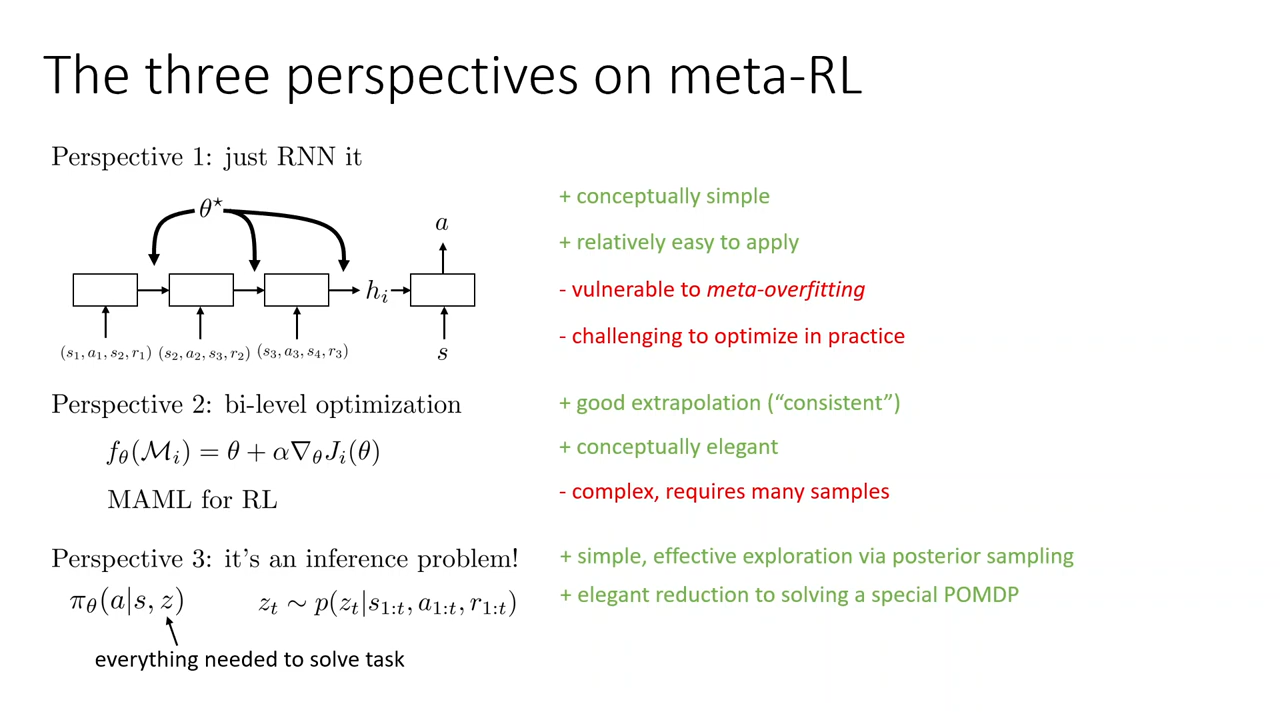 The three perspectives on meta-RL
Perspective 1: just RNN it
θ⋆
a
h_i
(s_1, a_1, s_2, r_1) (s_2, a_2, s_3, r_2) (s_3, a_3, s_4, r_3)
s
+ conceptually simple
+ relatively easy to apply
- vulnerable to meta-overfitting
- challenging to optimize in practice
Perspective 2: bi-level optimization
f_θ(ℳ_i) = θ + α∇_θJ_i(θ)
MAML for RL
+ good extrapolation (“consistent”)
+ conceptually elegant
- complex, requires many samples
Perspective 3: it's an inference problem!
π_θ(a|s, z)
z_t ∼ p(z_t|s_{1:t}, a_{1:t}, r_{1:t})
everything needed to solve task
+ simple, effective exploration via posterior sampling
+ elegant reduction to solving a special POMDP